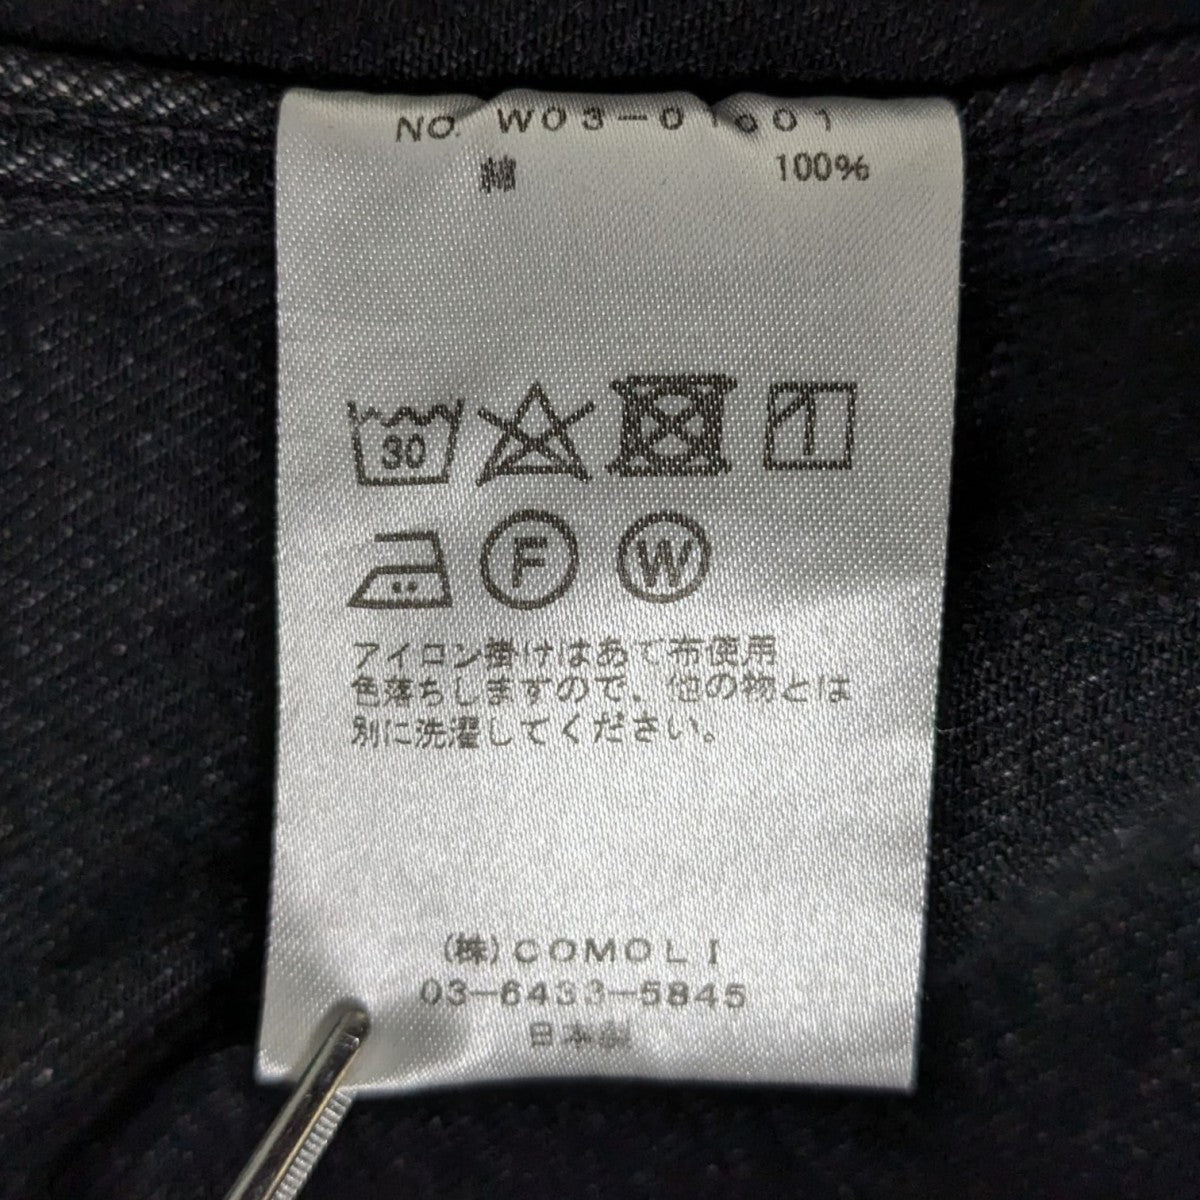 NO. W03-01001
綿 100%
30
F W
アイロン掛けはあて布使用
色落ちしますので、他の物とは
別に洗濯してください。
(株)COMOLI
03-6433-5845
日本製